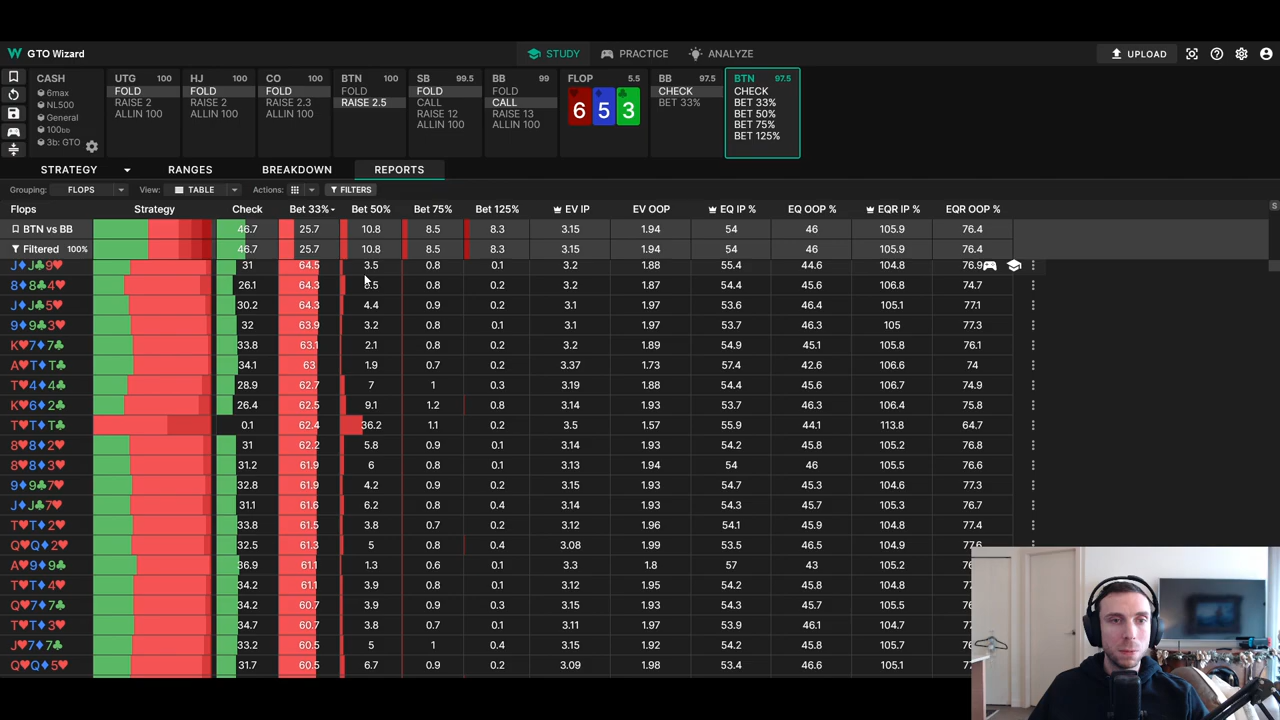 GTO Wizard
STUDY PRACTICE ANALYZE UPLOAD
CASH
6max
NL500
General
100bb
3b: GTO
UTG 100
FOLD
RAISE 2
ALLIN 100
HJ 100
FOLD
RAISE 2
ALLIN 100
CO 100
FOLD
RAISE 2.3
ALLIN 100
BTN 100
FOLD
RAISE 2.5
SB 99.5
FOLD
CALL
RAISE 12
ALLIN 100
BB 99
FOLD
CALL
RAISE 13
ALLIN 100
FLOP 5.5
6 5 3
BB 97.5
CHECK
BET 33%
BTN 97.5
CHECK
BET 33%
BET 50%
BET 75%
BET 125%
STRATEGY RANGES BREAKDOWN REPORTS
Grouping: FLOPS View: TABLE Actions: FILTERS
Flops Strategy Check Bet 33% Bet 50% Bet 75% Bet 125% EV IP EV OOP EQ IP % EQ OOP % EQR IP % EQR OOP %
BTN vs BB 46.7 25.7 10.8 8.5 8.3 3.15 1.94 54 46 105.9 76.4
Filtered 100% 46.7 25.7 10.8 8.5 8.3 3.15 1.94 54 46 105.9 76.4
J♦J♣9♥ 31 64.5 3.5 0.8 0.1 3.2 1.88 55.4 44.6 104.8 76.9
8♦8♣4♥ 26.1 64.3 .5 0.8 0.2 3.2 1.87 54.4 45.6 106.8 74.7
J♦J♣5♥ 30.2 64.3 4.4 0.9 0.2 3.1 1.97 53.6 46.4 105.1 77.1
9♦9♣3♥ 32 63.9 3.2 0.8 0.1 3.1 1.97 53.7 46.3 105 77.3
K♥7♦7♣ 33.8 63.1 2.1 0.8 0.2 3.2 1.89 54.9 45.1 105.8 76.1
A♥T♦T♣ 34.1 63 1.9 0.7 0.2 3.37 1.73 57.4 42.6 106.6 74
T♥4♦4♣ 28.9 62.7 7 1 0.3 3.19 1.88 54.4 45.6 106.7 74.9
K♥6♦2♣ 26.4 62.5 9.1 1.2 0.8 3.14 1.93 53.7 46.3 106.4 75.8
T♥T♦T♣ 0.1 62.4 36.2 1.1 0.2 3.5 1.57 55.9 44.1 113.8 64.7
8♥8♦2♥ 31 62.2 5.8 0.9 0.1 3.14 1.93 54.2 45.8 105.2 76.8
8♥8♦3♥ 31.2 61.9 6 0.8 0.1 3.13 1.94 54 46 105.5 76.6
9♦9♣7♥ 32.8 61.9 4.2 0.9 0.2 3.15 1.93 54.3 45.7 104.6 77.3
J♦J♣7♥ 31.1 61.6 6.2 0.8 0.2 3.14 1.93 54.3 45.7 105.3 76.7
T♥T♦2♥ 33.8 61.5 3.8 0.7 0.2 3.12 1.96 54.1 45.9 104.8 77.4
Q♥Q♦2♥ 32.5 61.3 5 0.8 0.4 3.08 1.99 53.5 46.5 104.9 77.6
A♥9♦9♣ 36.9 61.1 1.3 0.6 0.1 3.3 1.8 57 43 105.2
T♥T♦4♥ 34.2 61.1 3.9 0.8 0.2 3.12 1.95 54.2 45.8 104.8
Q♥7♦7♣ 34.2 60.7 3.9 0.9 0.3 3.15 1.93 54.3 45.7 105.4
T♥T♦3♥ 34.7 60.7 3.8 0.7 0.2 3.11 1.97 53.9 46.1 104.7
J♥7♦7♣ 33.2 60.5 5 1 0.4 3.15 1.92 54.2 45.8 105.6
Q♥Q♦5♥ 31.7 60.5 6.7 0.9 0.2 3.09 1.98 53.4 46.6 105.1